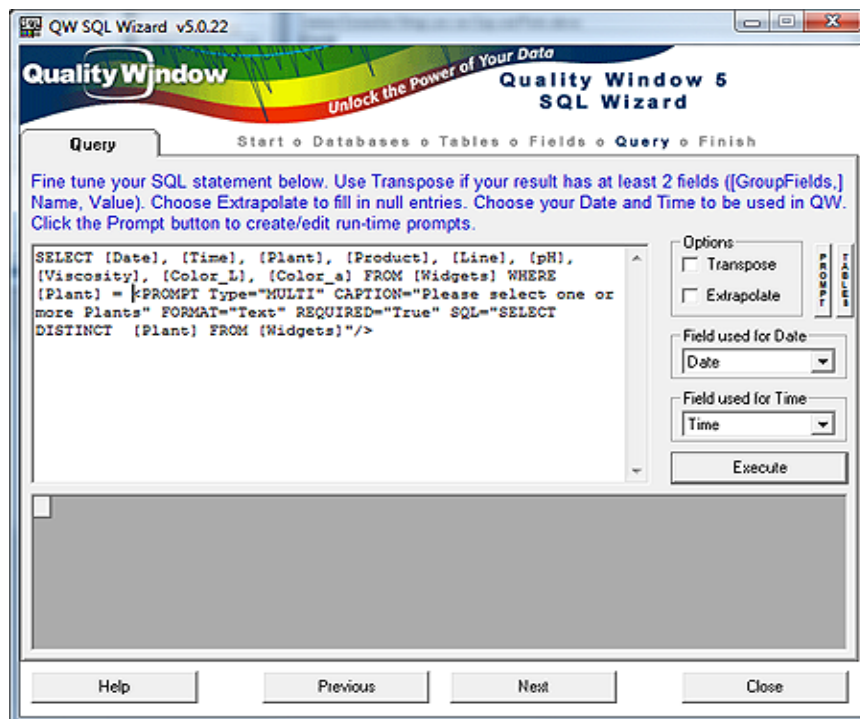 QW SQL Wizard v5.0.22
Quality Window
Unlock the Power of Your Data
Quality Window 5
SQL Wizard
Query
Start o Databases o Tables o Fields o Query o Finish
Fine tune your SQL statement below. Use Transpose if your result has at least 2 fields ([GroupFields,]
Name, Value). Choose Extrapolate to fill in null entries. Choose your Date and Time to be used in QW.
Click the Prompt button to create/edit run-time prompts.
SELECT [Date], [Time], [Plant], [Product], [Line], [pH],
[Viscosity], [Color_L], [Color_a] FROM [Widgets] WHERE
[Plant] = <PROMPT Type="MULTI" CAPTION="Please select one or
more Plants" FORMAT="Text" REQUIRED="True" SQL="SELECT
DISTINCT  [Plant] FROM [Widgets]"/>
Options
Transpose
Extrapolate
PROMPT
TABLES
Field used for Date
Date
Field used for Time
Time
Execute
Help
Previous
Next
Close